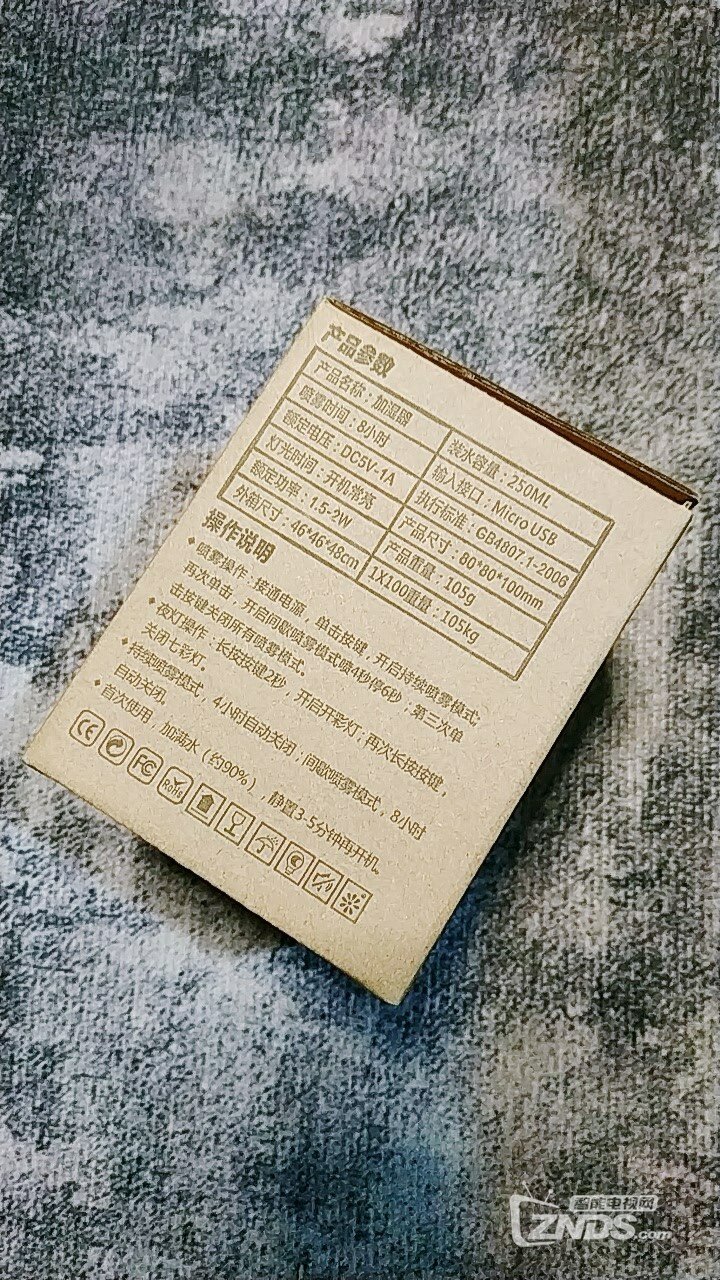 产品参数
产品名称：加湿器 装水容量：250ML
喷雾时间：8小时 输入接口：Micro USB
额定电压：DC5V-1A 执行标准：GB4907.1-2006
灯光时间：开机常亮 产品尺寸：80*80*100mm
额定功率：1.5-2W 产品重量：105g
外箱尺寸：46*46*48cm 1X100重量：105kg
操作说明
喷雾操作：接通电源，单击按键，开启持续喷雾模式;
再次单击，开启间歇喷雾模式喷4秒停6秒；第三次单
击按键关闭所有喷雾模式。
夜灯操作：长按按键2秒，开启开彩灯,再次长按按键，
关闭七彩灯。
持续喷雾模式，4小时自动关闭；间歇喷雾模式，8小时
自动关闭。
首次使用，加满水（约90%）,静置3-5分钟再开机。
CE FC RoHS
智能电视网
ZNDS.com